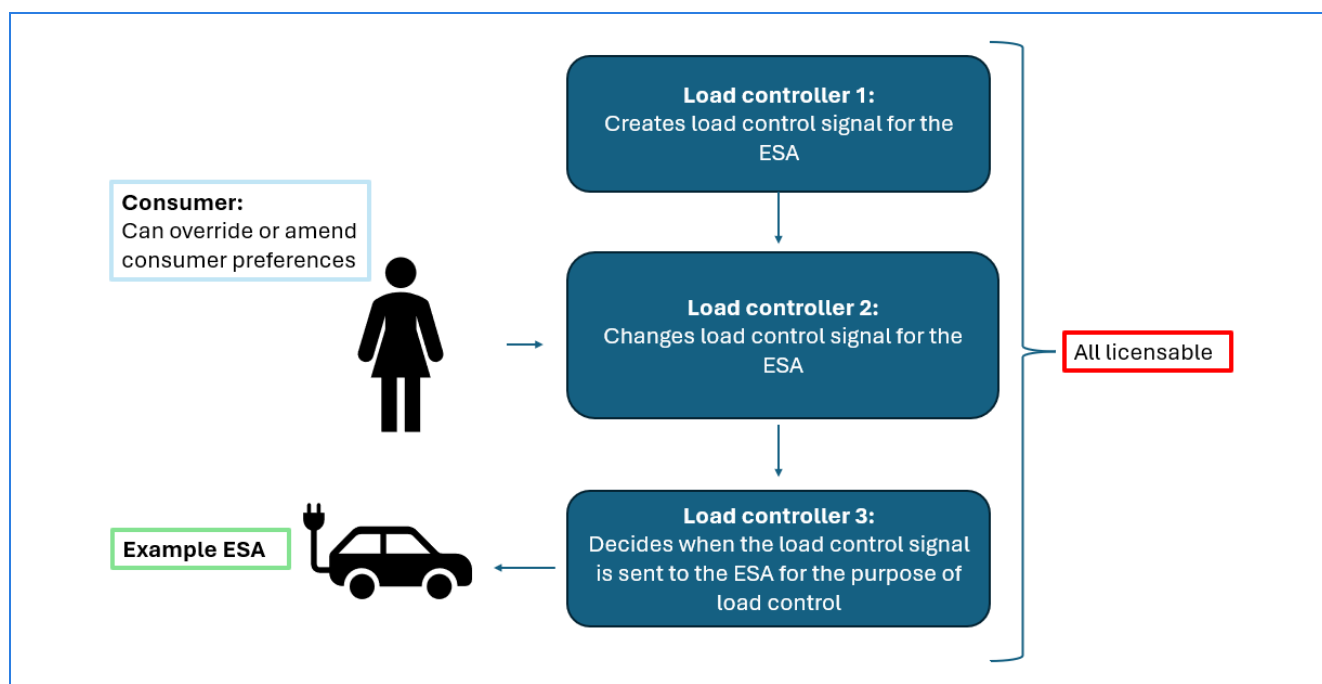 Load controller 1:
Creates load control signal for the
ESA
Consumer:
Can override or amend
consumer preferences
Load controller 2:
Changes load control signal for the
ESA
All licensable
Load controller 3:
Decides when the load control signal
is sent to the ESA for the purpose of
load control
Example ESA